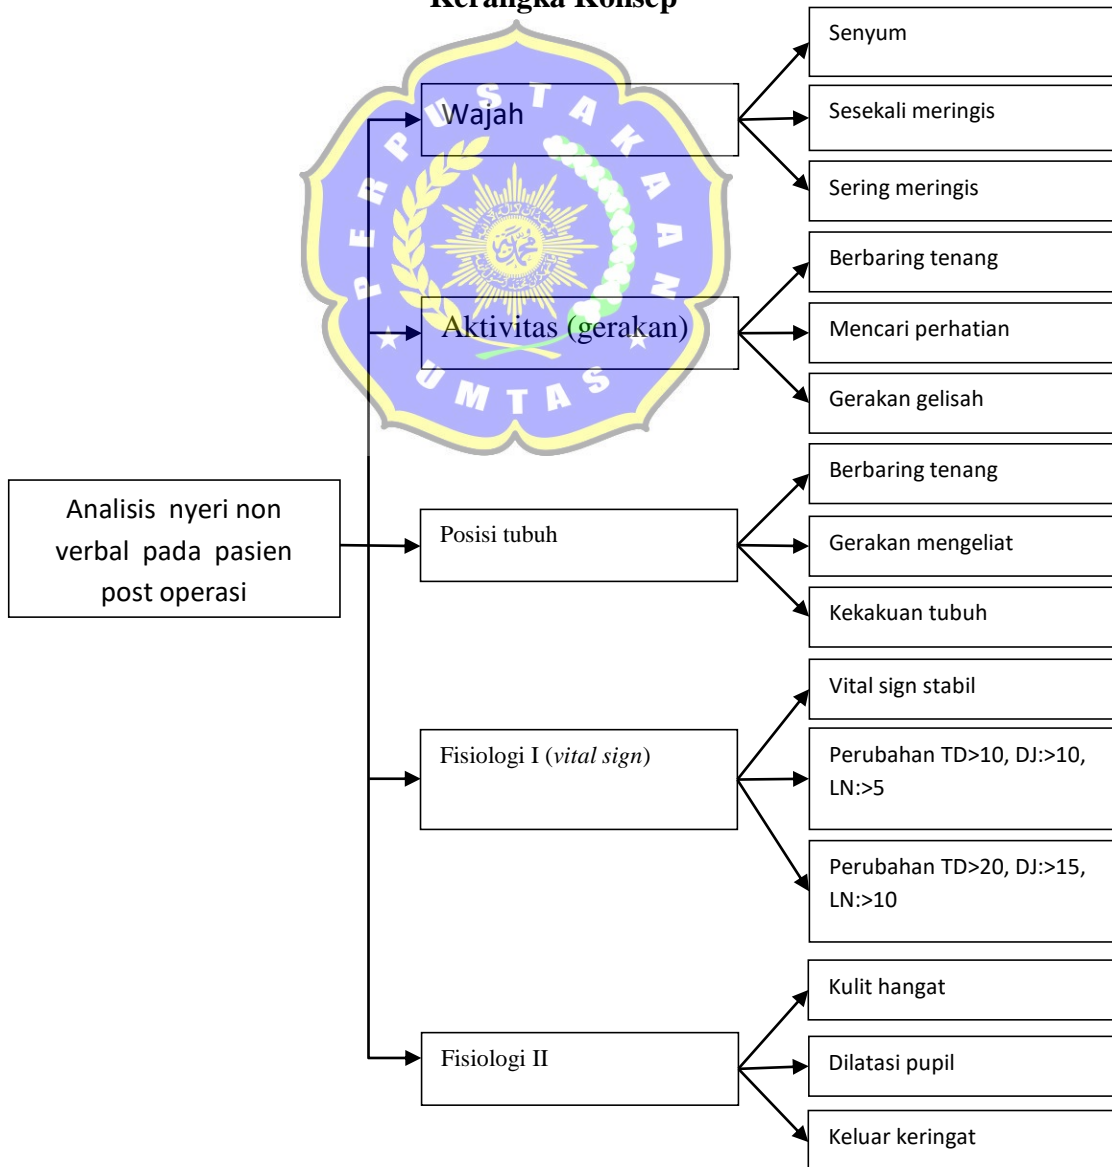 Kerangka Konsep
Senyum
Wajah
Sesekali meringis
Sering meringis
PERPUSTAKAAN
UMTAS
Berbaring tenang
Aktivitas (gerakan)
Mencari perhatian
Gerakan gelisah
Analisis nyeri non
verbal pada pasien
post operasi
Berbaring tenang
Posisi tubuh
Gerakan mengeliat
Kekakuan tubuh
Vital sign stabil
Fisiologi I (vital sign)
Perubahan TD>10, DJ:>10,
LN:>5
Perubahan TD>20, DJ:>15,
LN:>10
Kulit hangat
Fisiologi II
Dilatasi pupil
Keluar keringat